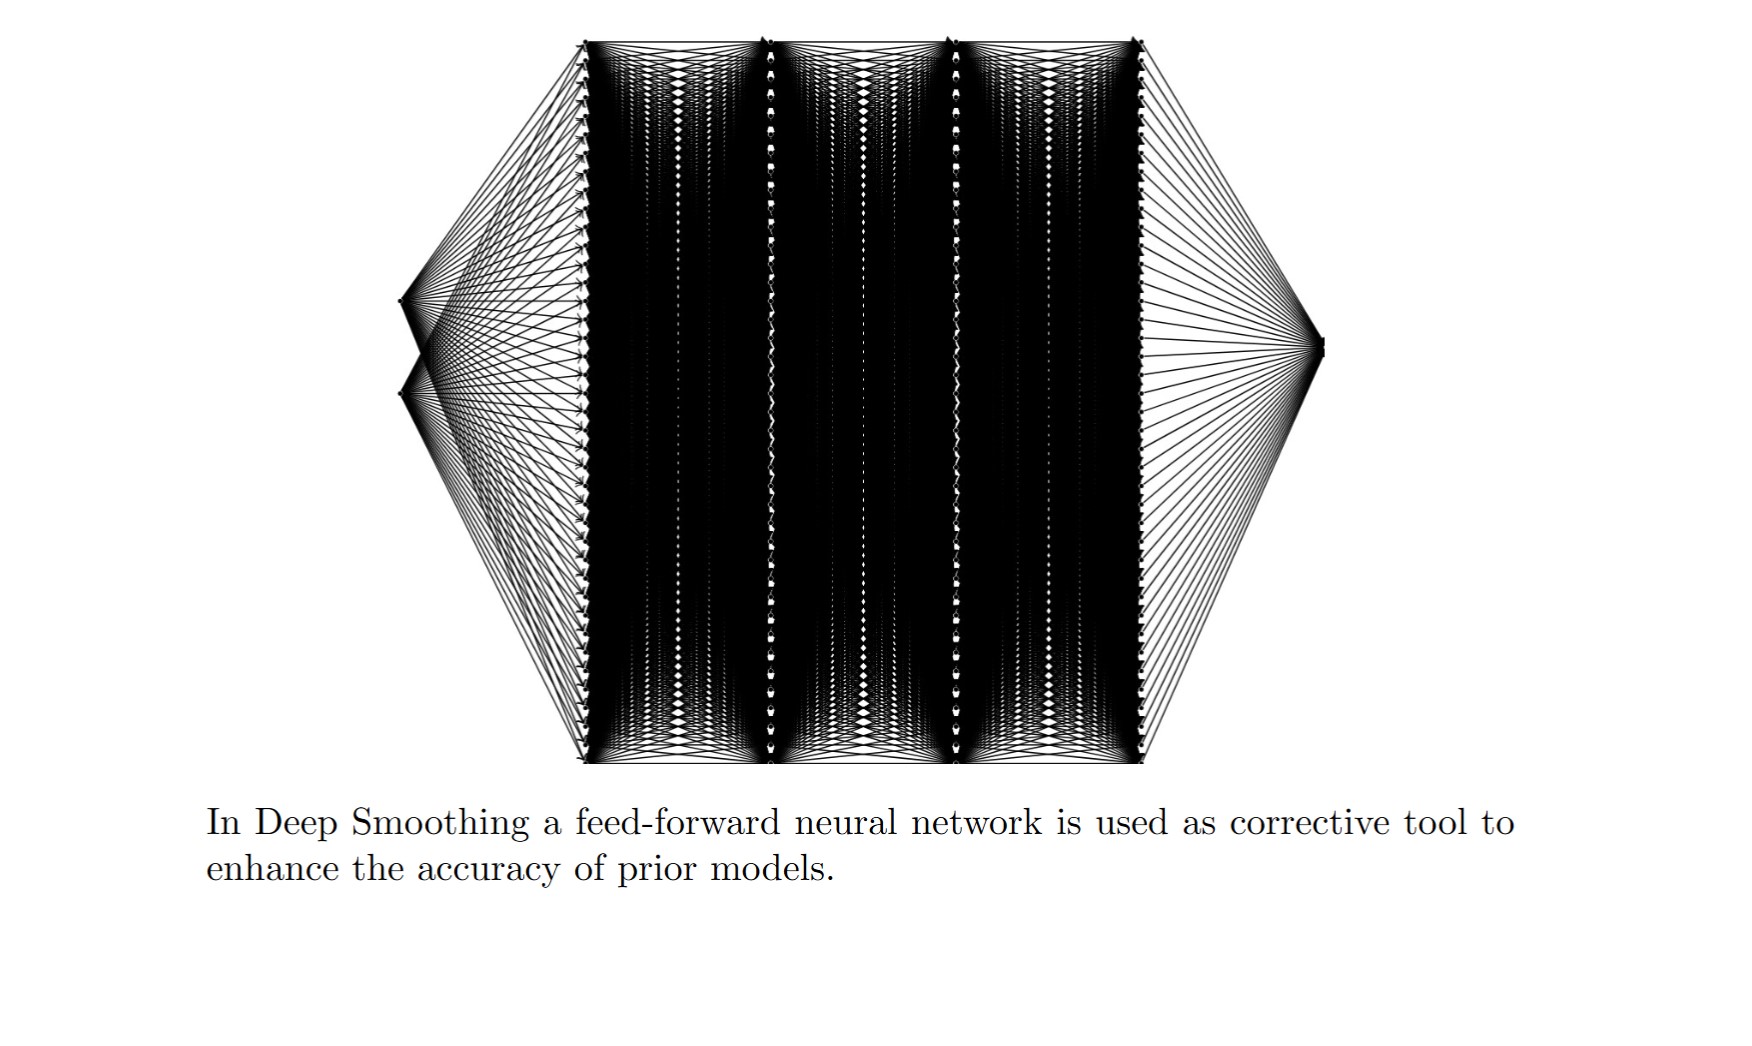 In Deep Smoothing a feed-forward neural network is used as corrective tool to
enhance the accuracy of prior models.